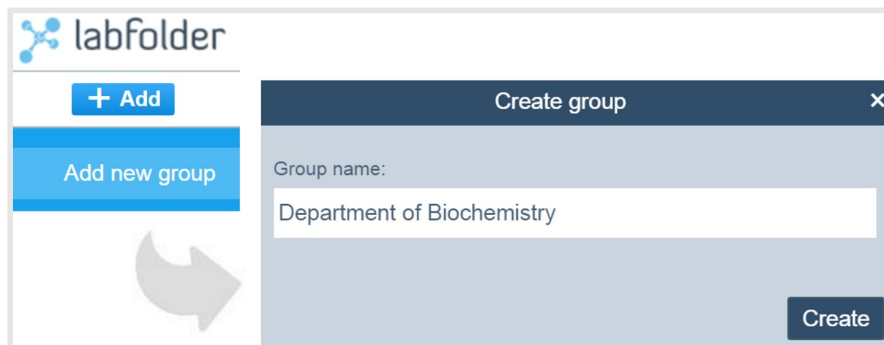 labfolder
+ Add
Add new group
Create group ×
Group name:
Department of Biochemistry
Create